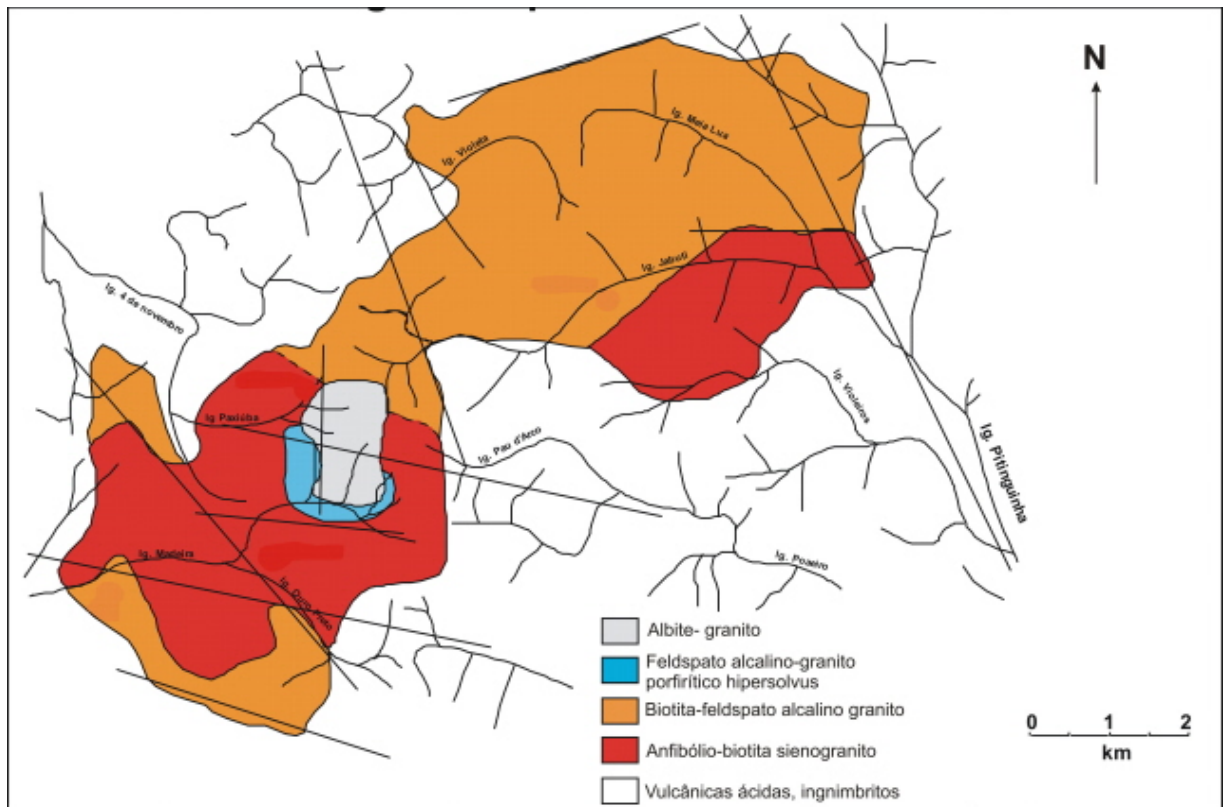 N
Ig. Meia Lua
Ig. Violeta
Ig. Jabuti
Ig. 4 de novembro
Ig. Violeiros
Ig Paxiúba
Ig. Pau d'Arco
Ig. Pitinguinha
Ig. Madeira
Ig. Poaeiro
Ig. Ouro Preto
Albite- granito
Feldspato alcalino-granito
porfirítico hipersolvus
Biotita-feldspato alcalino granito
Anfibólio-biotita sienogranito
Vulcânicas ácidas, ingnimbritos
0 1 2
km